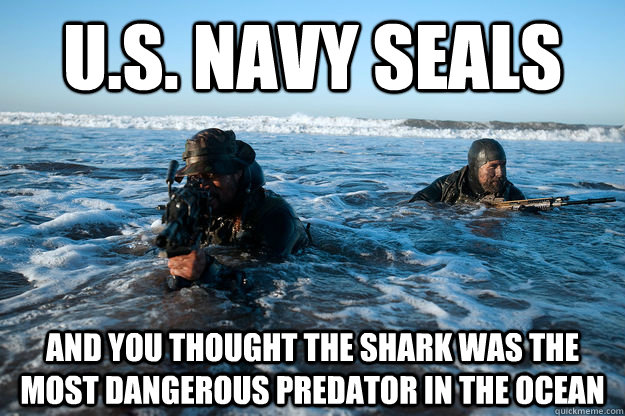 U.S. NAVY SEALS
AND YOU THOUGHT THE SHARK WAS THE
MOST DANGEROUS PREDATOR IN THE OCEAN
quickmeme.com